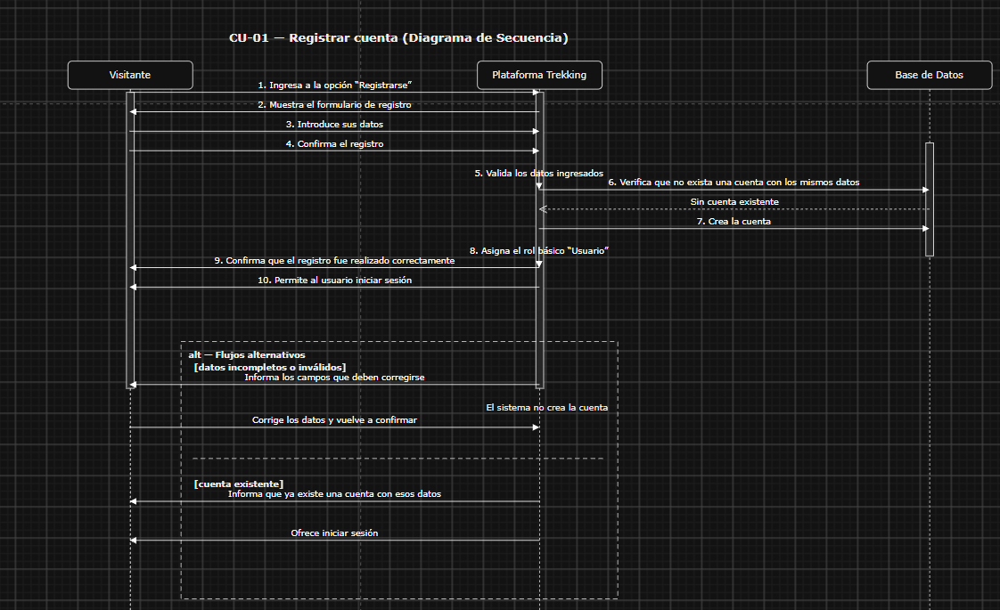 CU-01 — Registrar cuenta (Diagrama de Secuencia)
Visitante
Plataforma Trekking
Base de Datos
1. Ingresa a la opción “Registrarse”
2. Muestra el formulario de registro
3. Introduce sus datos
4. Confirma el registro
5. Valida los datos ingresados
6. Verifica que no exista una cuenta con los mismos datos
Sin cuenta existente
7. Crea la cuenta
8. Asigna el rol básico “Usuario”
9. Confirma que el registro fue realizado correctamente
10. Permite al usuario iniciar sesión
alt — Flujos alternativos
[datos incompletos o inválidos]
Informa los campos que deben corregirse
El sistema no crea la cuenta
Corrige los datos y vuelve a confirmar
[cuenta existente]
Informa que ya existe una cuenta con esos datos
Ofrece iniciar sesión